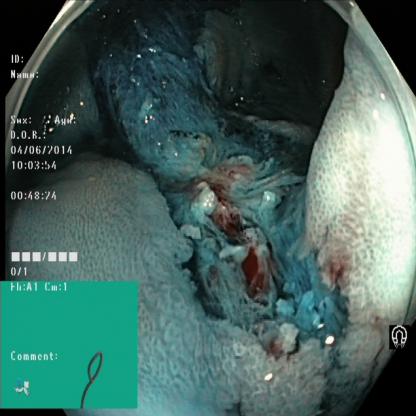 ID:
Name:
Sex: Age:
D.O.B.:
04/06/2014
10:03:54
00:48:24
0/1
Eh:A1 Cm:1
Comment: